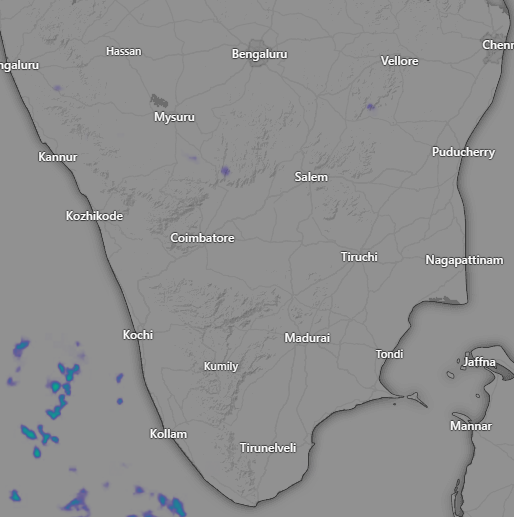 Hassan
Bengaluru
Chenn
ngaluru
Vellore
Mysuru
Kannur
Puducherry
Salem
Kozhikode
Coimbatore
Tiruchi
Nagapattinam
Kochi
Madurai
Tondi
Kumily
Jaffna
Kollam
Mannar
Tirunelveli